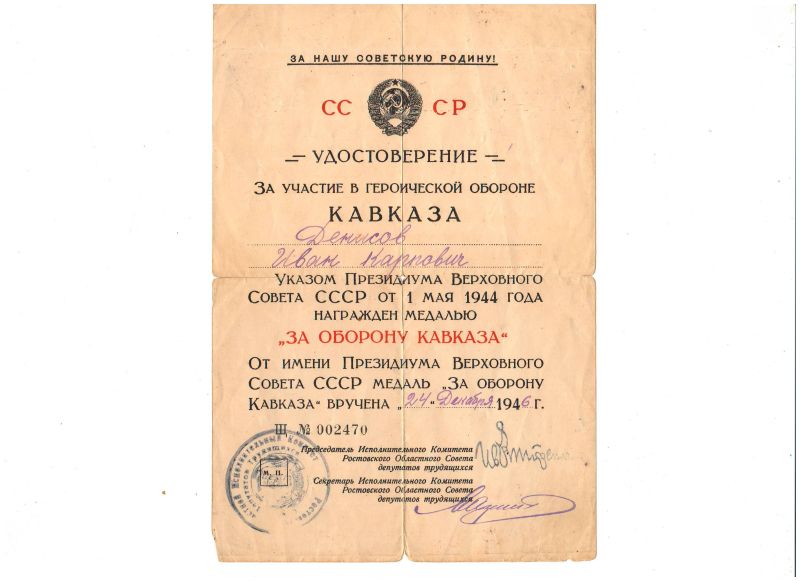 ЗА НАШУ СОВЕТСКУЮ РОДИНУ!
СС СР
УДОСТОВЕРЕНИЕ
ЗА УЧАСТИЕ В ГЕРОИЧЕСКОЙ ОБОРОНЕ
КАВКАЗА
Денисов
Иван Карпович
УКАЗОМ ПРЕЗИДИУМА ВЕРХОВНОГО
СОВЕТА СССР ОТ 1 МАЯ 1944 ГОДА
НАГРАЖДЕН МЕДАЛЬЮ
„ЗА ОБОРОНУ КАВКАЗА“
ОТ ИМЕНИ ПРЕЗИДИУМА ВЕРХОВНОГО
СОВЕТА СССР МЕДАЛЬ „ЗА ОБОРОНУ
КАВКАЗА“ ВРУЧЕНА „24“ Декабря 1946 Г.
Ш № 002470
Председатель Исполнительного Комитета
Ростовского Областного Совета
депутатов трудящихся
М. П.
Секретарь Исполнительного Комитета
Ростовского Областного Совета
депутатов трудящихся